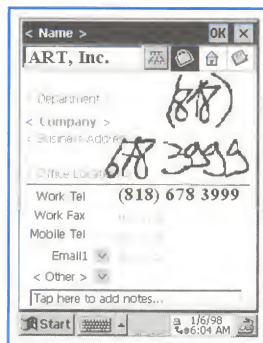 < Name > OK ×
ART, Inc.
Department
(818)
< Company >
< Business Address
678 3999
Office Location
Work Tel (818) 678 3999
Work Fax
Mobile Tel
Email1
< Other >
Tap here to add notes...
Start 1/6/98
6:04 AM